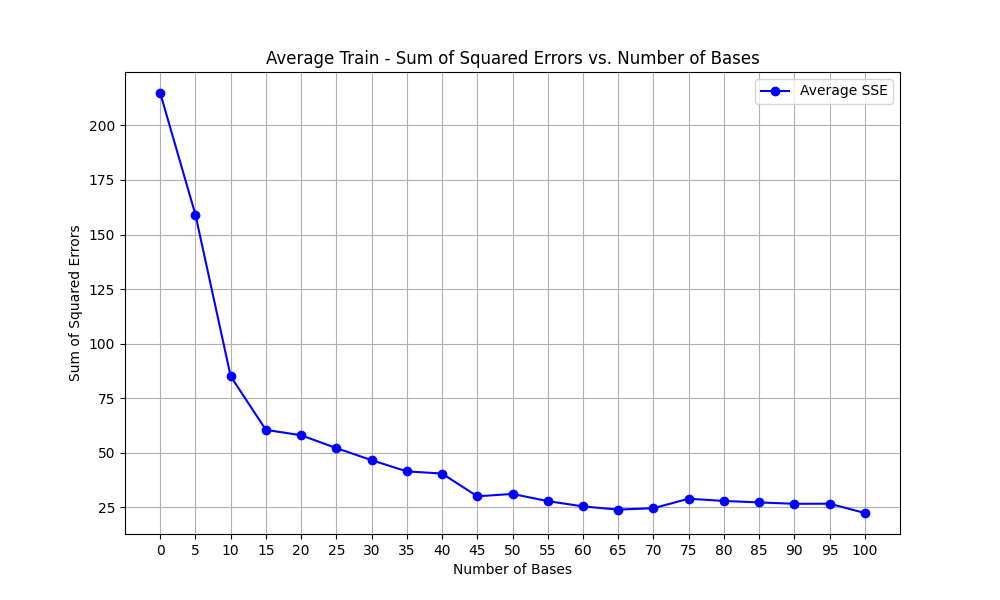 Average Train - Sum of Squared Errors vs. Number of Bases
Average SSE
Sum of Squared Errors
200
175
150
125
100
75
50
25
0 5 10 15 20 25 30 35 40 45 50 55 60 65 70 75 80 85 90 95 100
Number of Bases